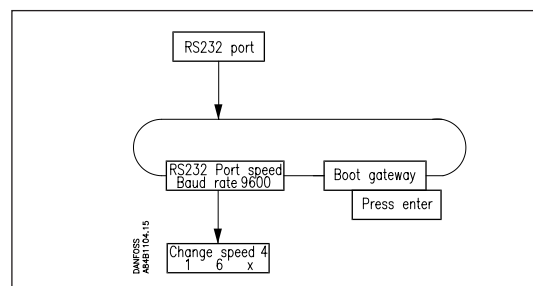 RS232 port
RS232 Port speed
Baud rate 9600
Boot gateway
Press enter
Change speed 4
1 6 x
DANFOSS
A84B1104.15